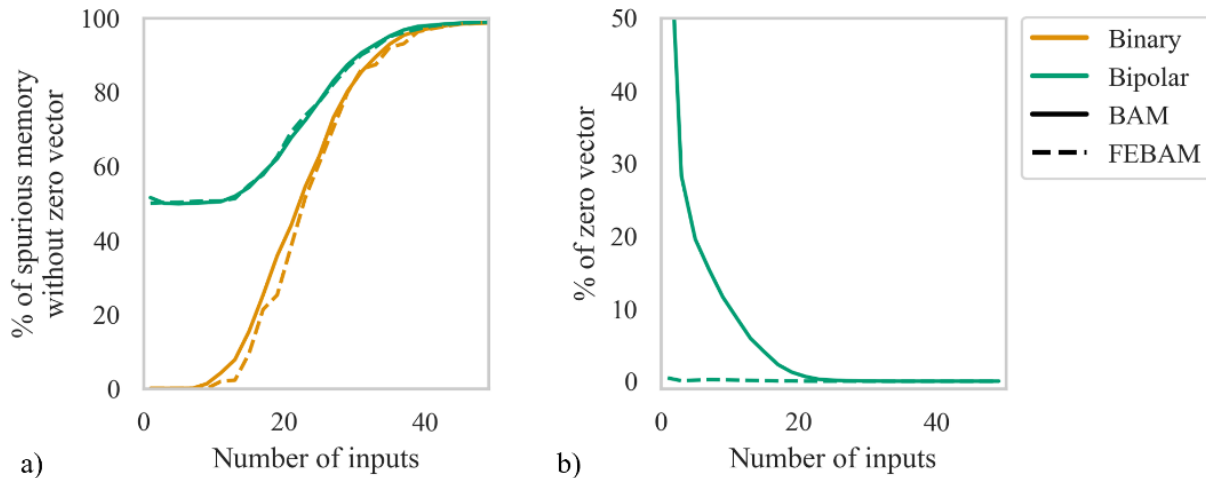 % of spurious memory
without zero vector
100
80
60
40
20
0
0
20
40
Number of inputs
a)
% of zero vector
50
40
30
20
10
0
0
20
40
Number of inputs
b)
Binary
Bipolar
BAM
FEBAM